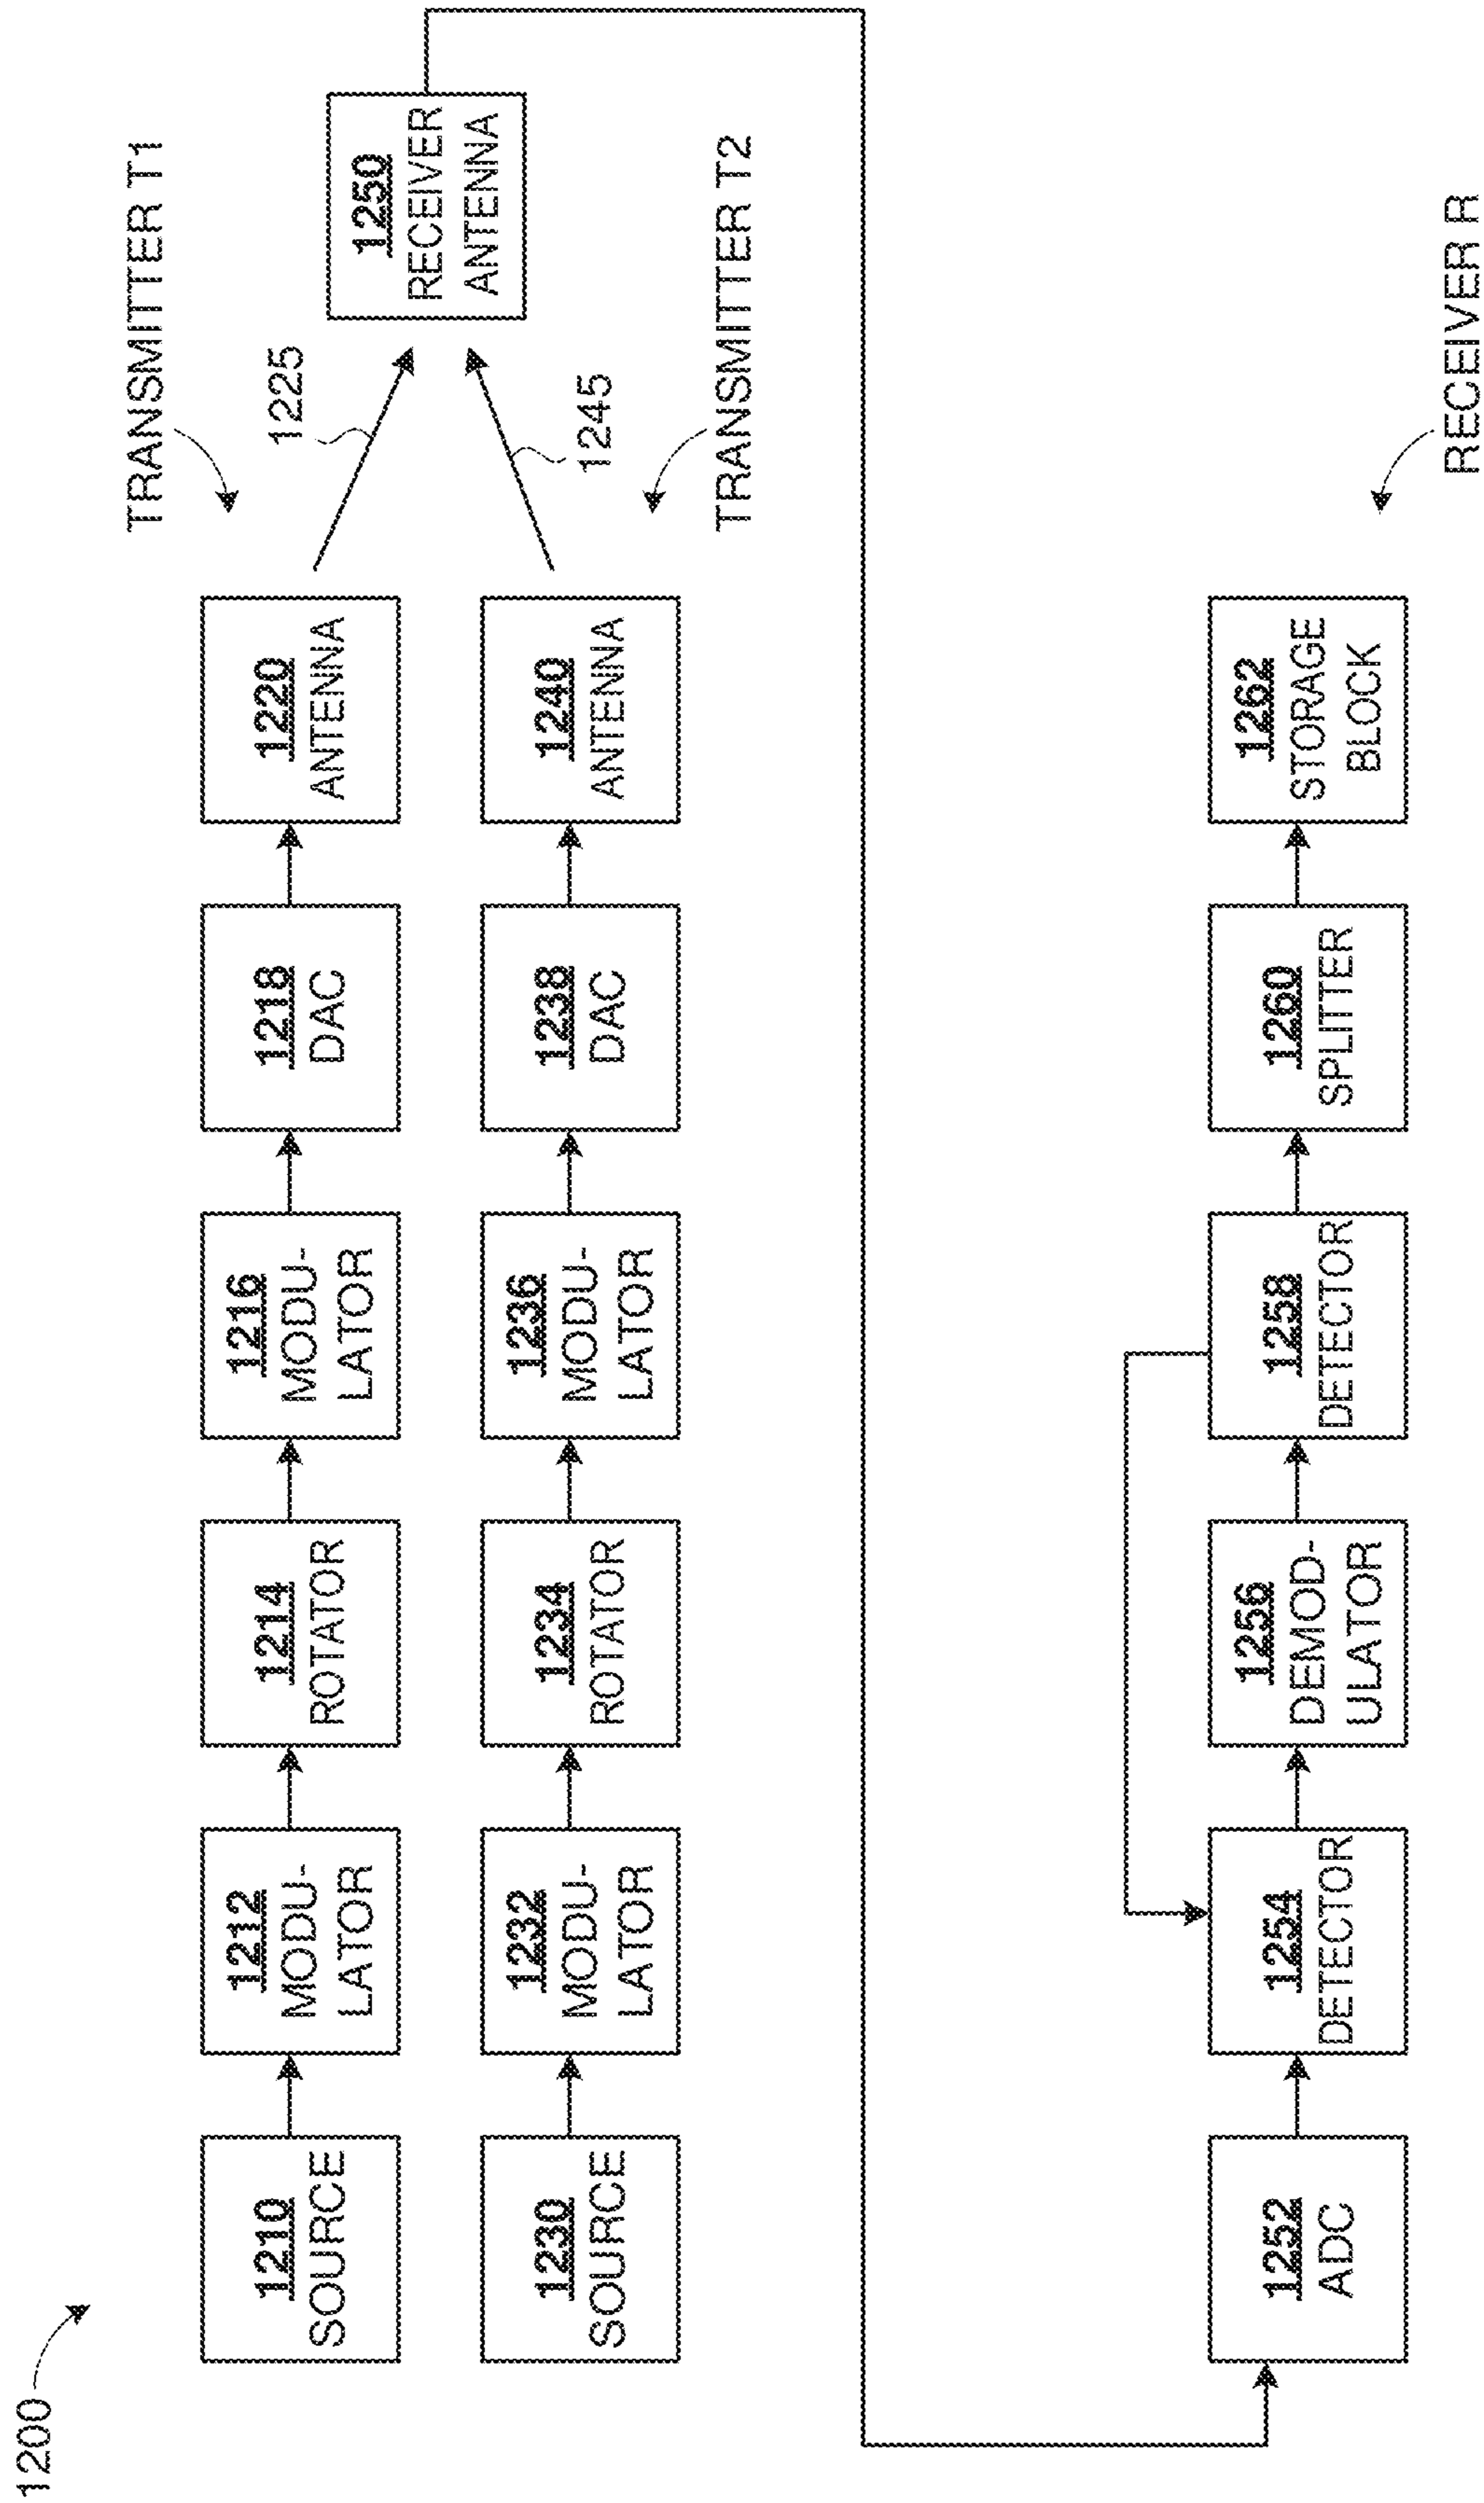 1200
TRANSMITTER T1
1210
SOURCE
1212
MODU-
LATOR
1214
ROTATOR
1216
MODU-
LATOR
1218
DAC
1220
ANTENNA
1225
1250
RECEIVER
ANTENNA
1230
SOURCE
1232
MODU-
LATOR
1234
ROTATOR
1236
MODU-
LATOR
1238
DAC
1240
ANTENNA
1245
TRANSMITTER T2
1252
ADC
1254
DETECTOR
1256
DEMOD-
ULATOR
1258
DETECTOR
1260
SPLITTER
1262
STORAGE
BLOCK
RECEIVER R